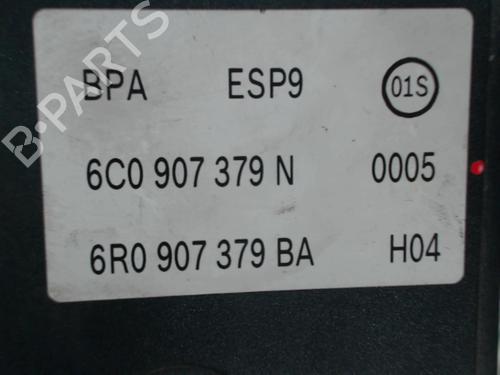 BPA ESP9 01S
6C0 907 379 N 0005
6R0 907 379 BA H04
B-PARTS